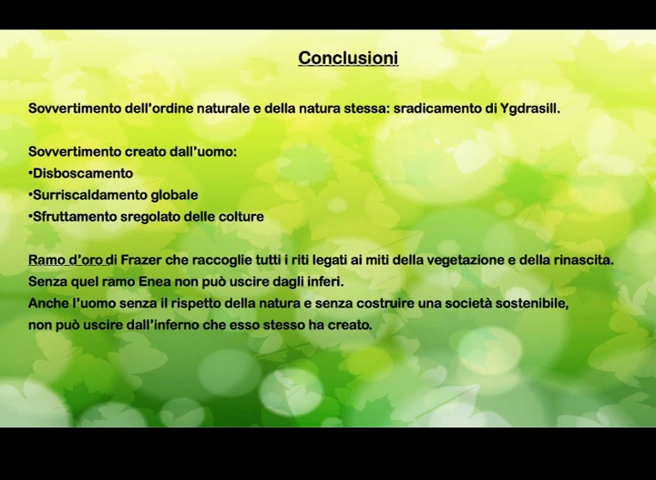 Conclusioni
Sovvertimento dell'ordine naturale e della natura stessa: sradicamento di Ygdrasill.
Sovvertimento creato dall'uomo:
•Disboscamento
•Surriscaldamento globale
•Sfruttamento sregolato delle colture
Ramo d'oro di Frazer che raccoglie tutti i riti legati ai miti della vegetazione e della rinascita.
Senza quel ramo Enea non può uscire dagli inferi.
Anche l'uomo senza il rispetto della natura e senza costruire una società sostenibile,
non può uscire dall'inferno che esso stesso ha creato.